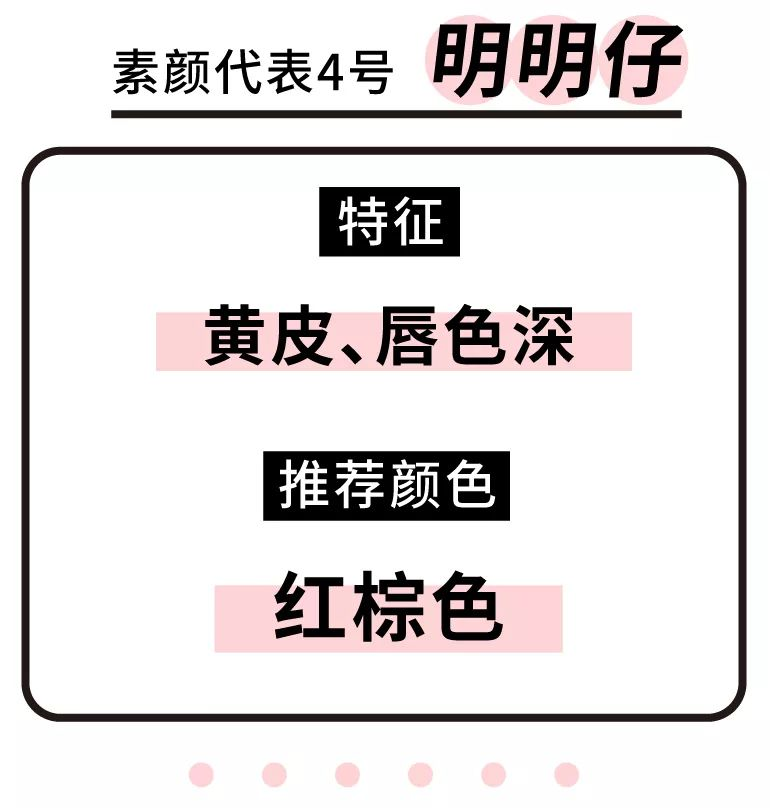 素颜代表4号 明明仔
特征
黄皮、唇色深
推荐颜色
红棕色